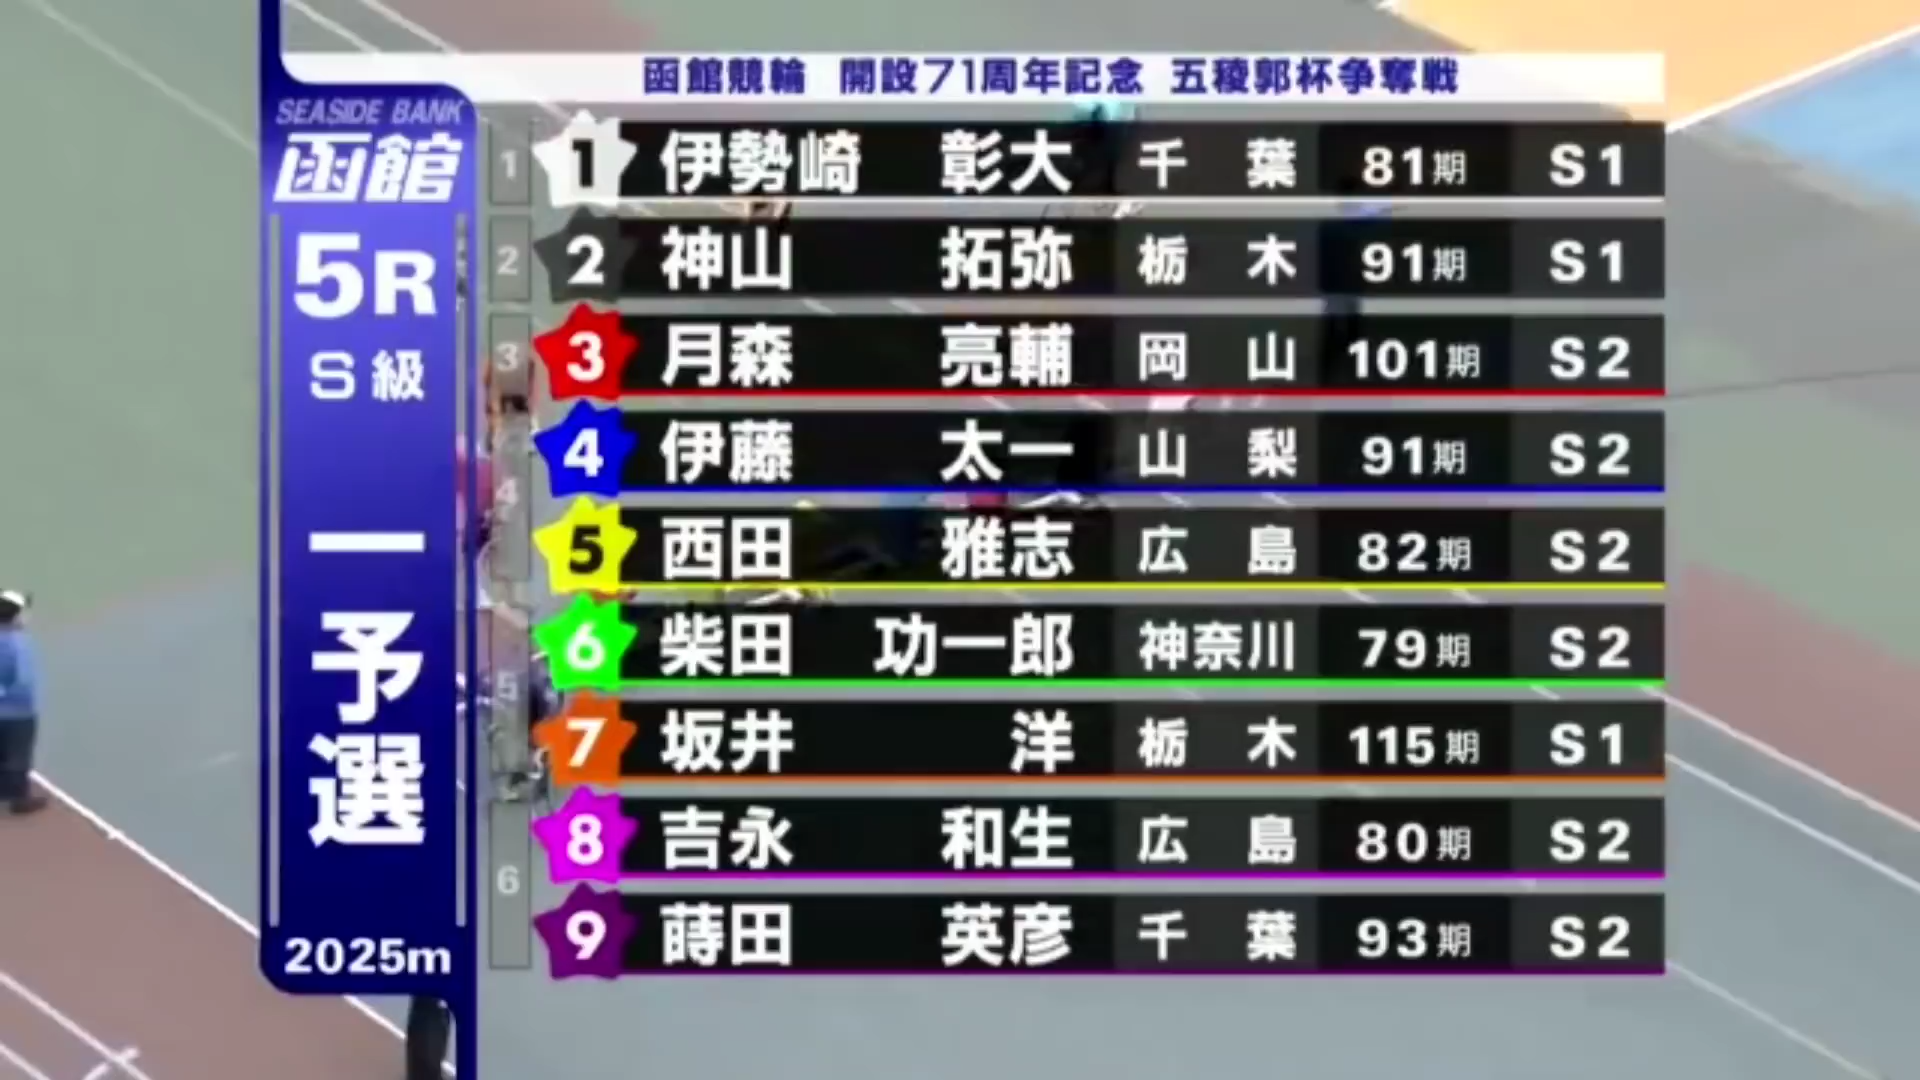 函館競輪 開設71周年記念 五稜郭杯争奪戦
SEASIDE BANK
函館
5R
S級
一予選
2025m
1 1 伊勢崎 彰大 千葉 81期 S1
2 2 神山 拓弥 栃木 91期 S1
3 3 月森 亮輔 岡山 101期 S2
4 4 伊藤 太一 山梨 91期 S2
5 西田 雅志 広島 82期 S2
5 6 柴田 功一郎 神奈川 79期 S2
7 坂井 洋 栃木 115期 S1
6 8 吉永 和生 広島 80期 S2
9 蒔田 英彦 千葉 93期 S2